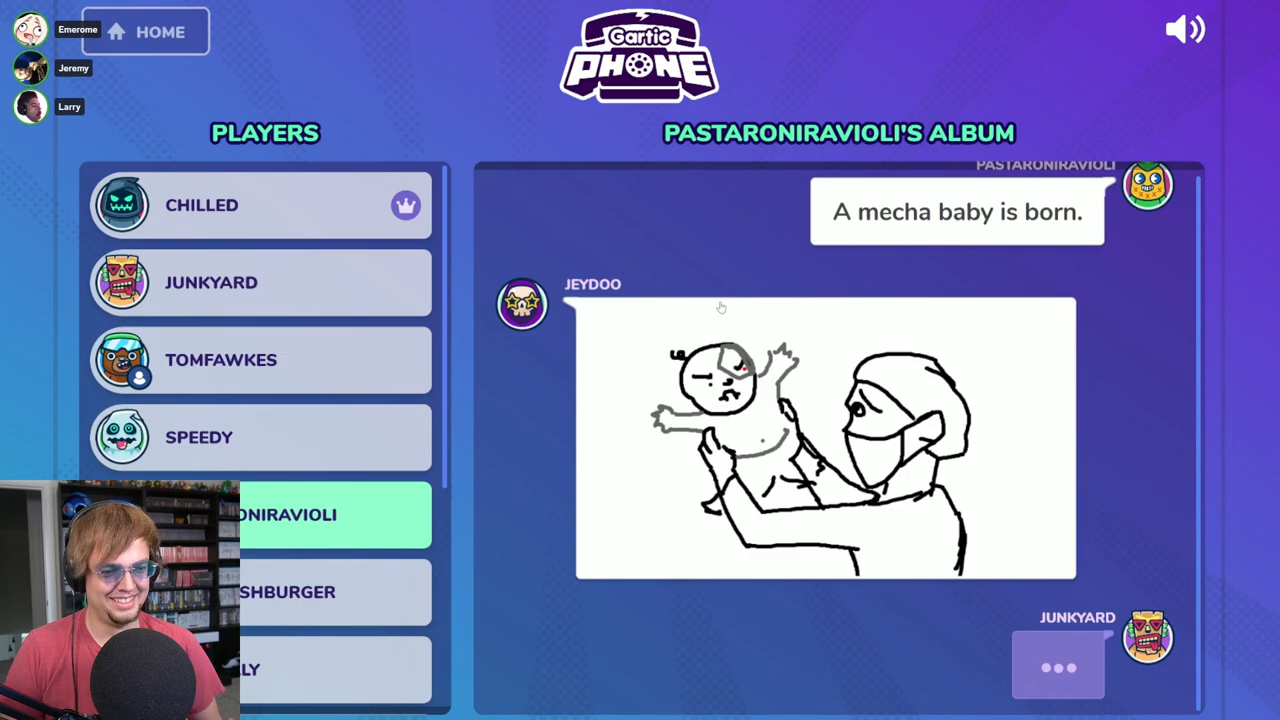 Emerome
HOME
Jeremy
Larry
Gartic
PHONE
PLAYERS
PASTARONIRAVIOLI'S ALBUM
CHILLED
JUNKYARD
TOMFAWKES
SPEEDY
ONIRAVIOLI
SHBURGER
LY
PASTARONIRAVIOLI
A mecha baby is born.
JEYDOO
JUNKYARD